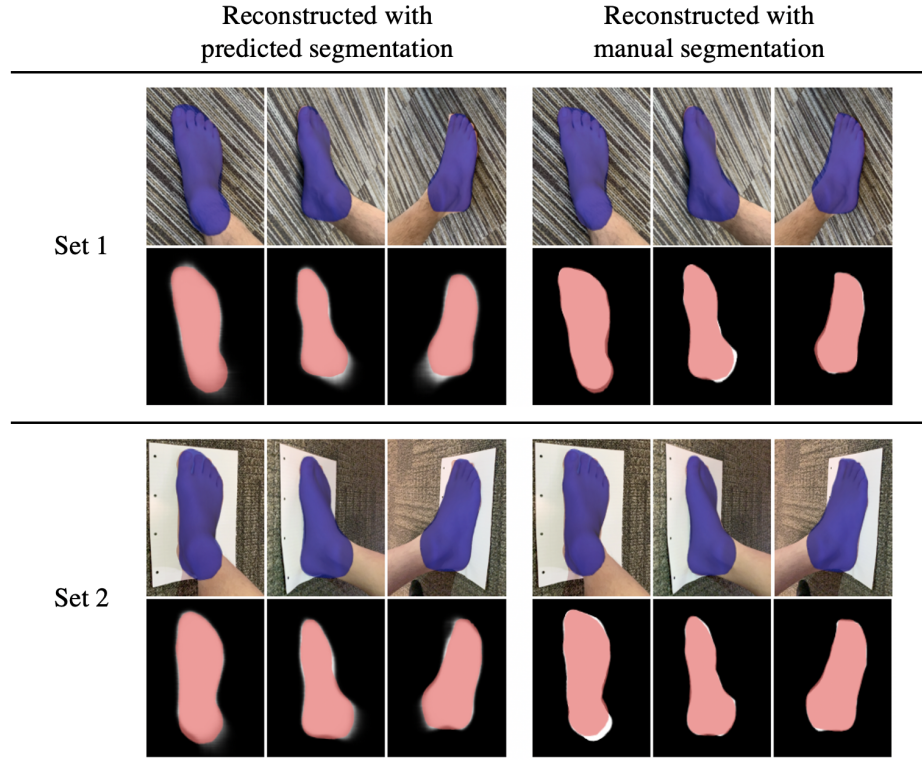 Reconstructed with
predicted segmentation
Reconstructed with
manual segmentation
Set 1
Set 2